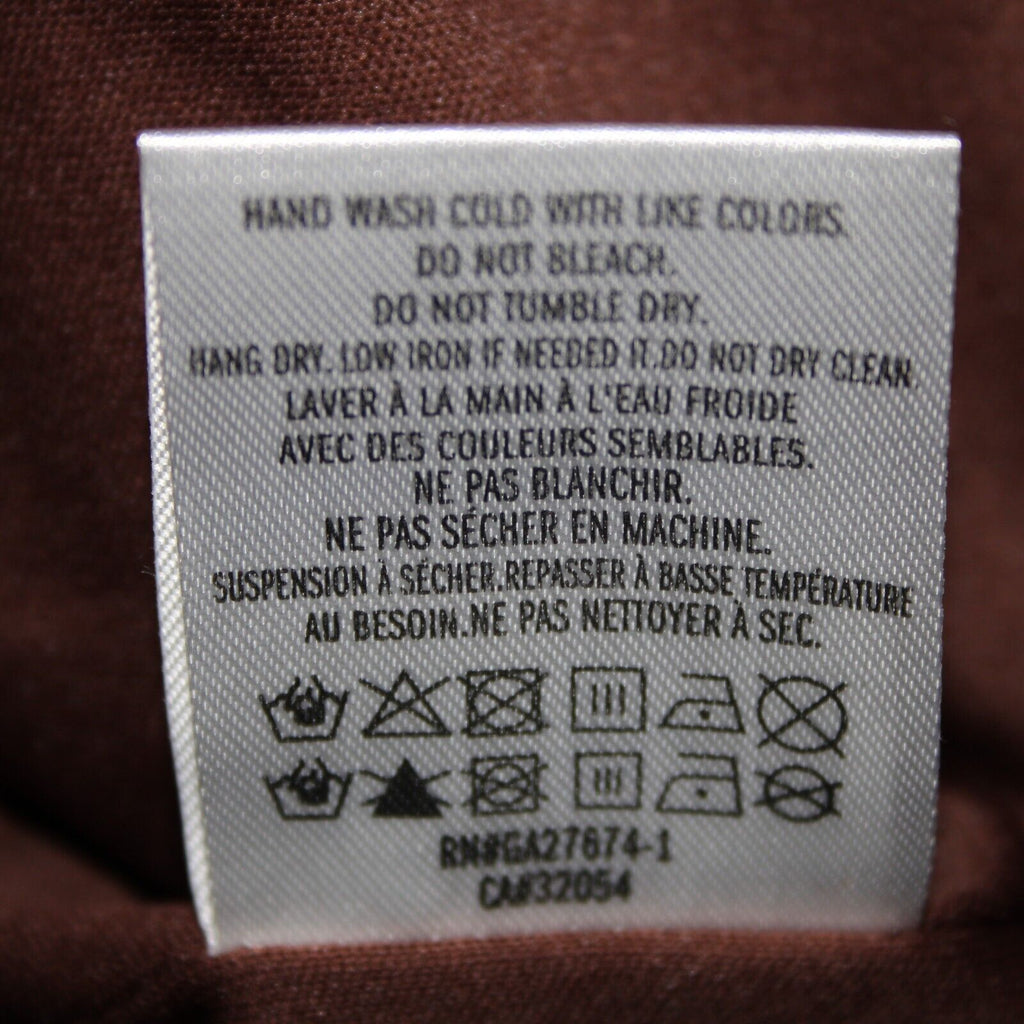 HAND WASH COLD WITH LIKE COLORS.
DO NOT BLEACH.
DO NOT TUMBLE DRY.
HANG DRY. LOW IRON IF NEEDED IT.DO NOT DRY CLEAN.
LAVER À LA MAIN À L'EAU FROIDE
AVEC DES COULEURS SEMBLABLES.
NE PAS BLANCHIR.
NE PAS SÉCHER EN MACHINE.
SUSPENSION À SÉCHER.REPASSER À BASSE TEMPÉRATURE
AU BESOIN.NE PAS NETTOYER À SEC.
RN#GA27674-1
CA#32054